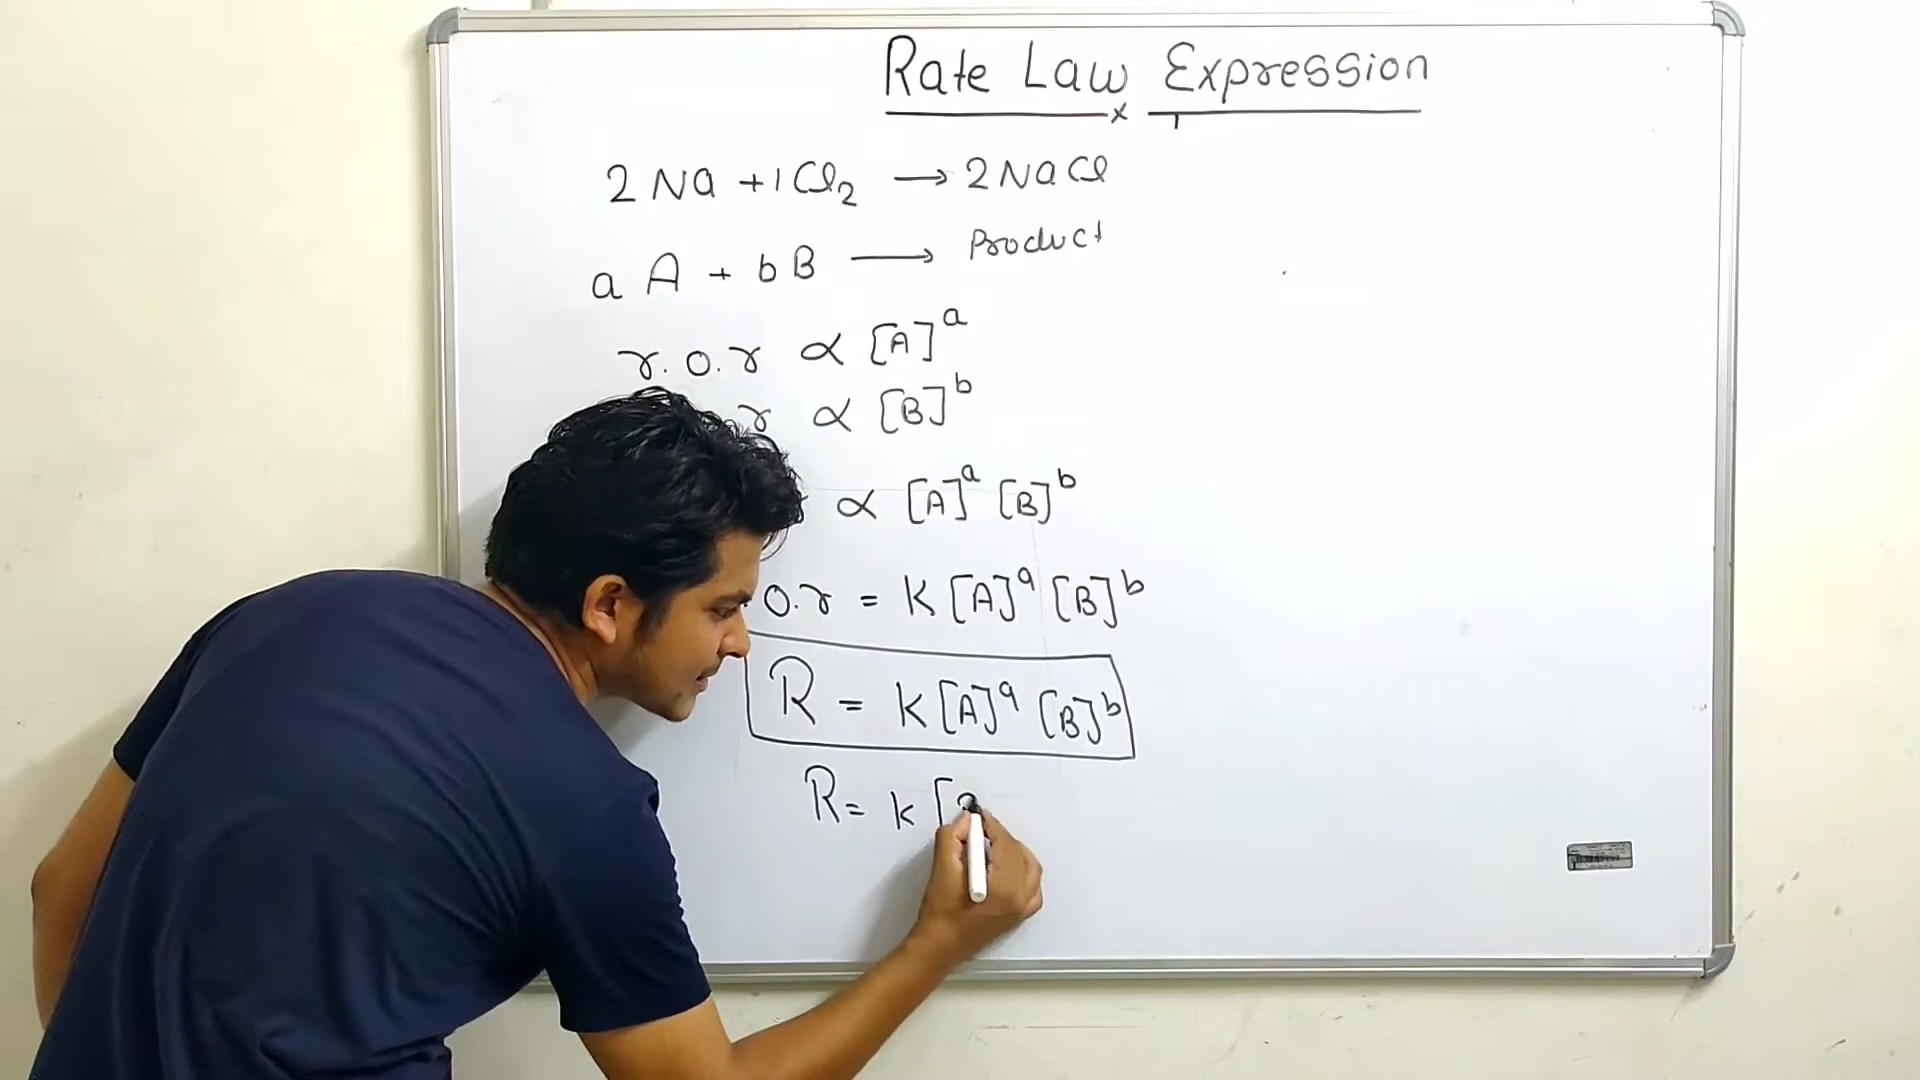 Rate Law Expression
2 Na + 1 Cl₂ → 2 NaCl
a A + b B → Product
r.o.r ∝ [A]^a
r ∝ [B]^b
∝ [A]^a [B]^b
o.r = K [A]^a [B]^b
R = K [A]^a [B]^b
R = K [